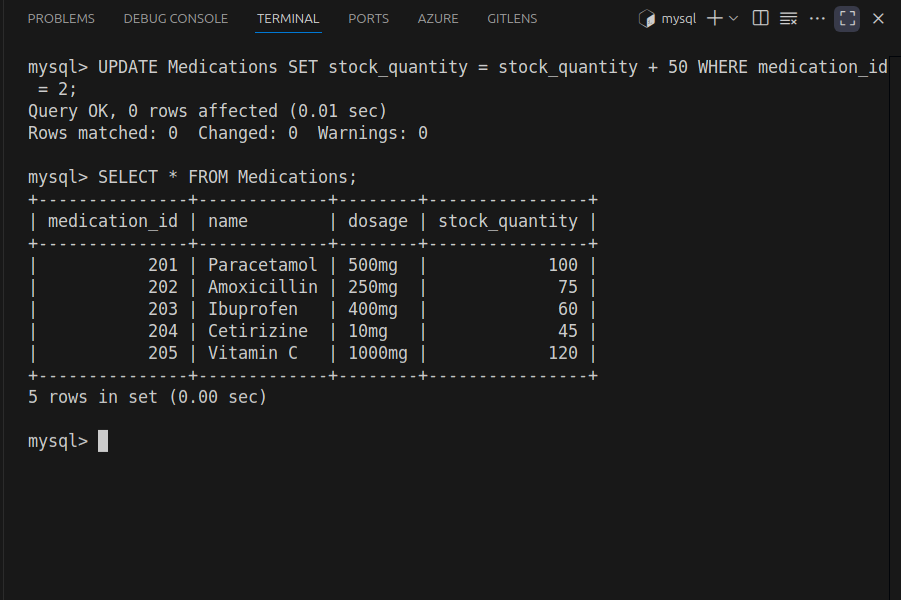 PROBLEMS DEBUG CONSOLE TERMINAL PORTS AZURE GITLENS mysql
mysql> UPDATE Medications SET stock_quantity = stock_quantity + 50 WHERE medication_id
 = 2;
Query OK, 0 rows affected (0.01 sec)
Rows matched: 0  Changed: 0  Warnings: 0
mysql> SELECT * FROM Medications;
+---------------+-------------+--------+----------------+
| medication_id | name        | dosage | stock_quantity |
+---------------+-------------+--------+----------------+
|           201 | Paracetamol | 500mg  |            100 |
|           202 | Amoxicillin | 250mg  |             75 |
|           203 | Ibuprofen   | 400mg  |             60 |
|           204 | Cetirizine  | 10mg   |             45 |
|           205 | Vitamin C   | 1000mg |            120 |
+---------------+-------------+--------+----------------+
5 rows in set (0.00 sec)
mysql>